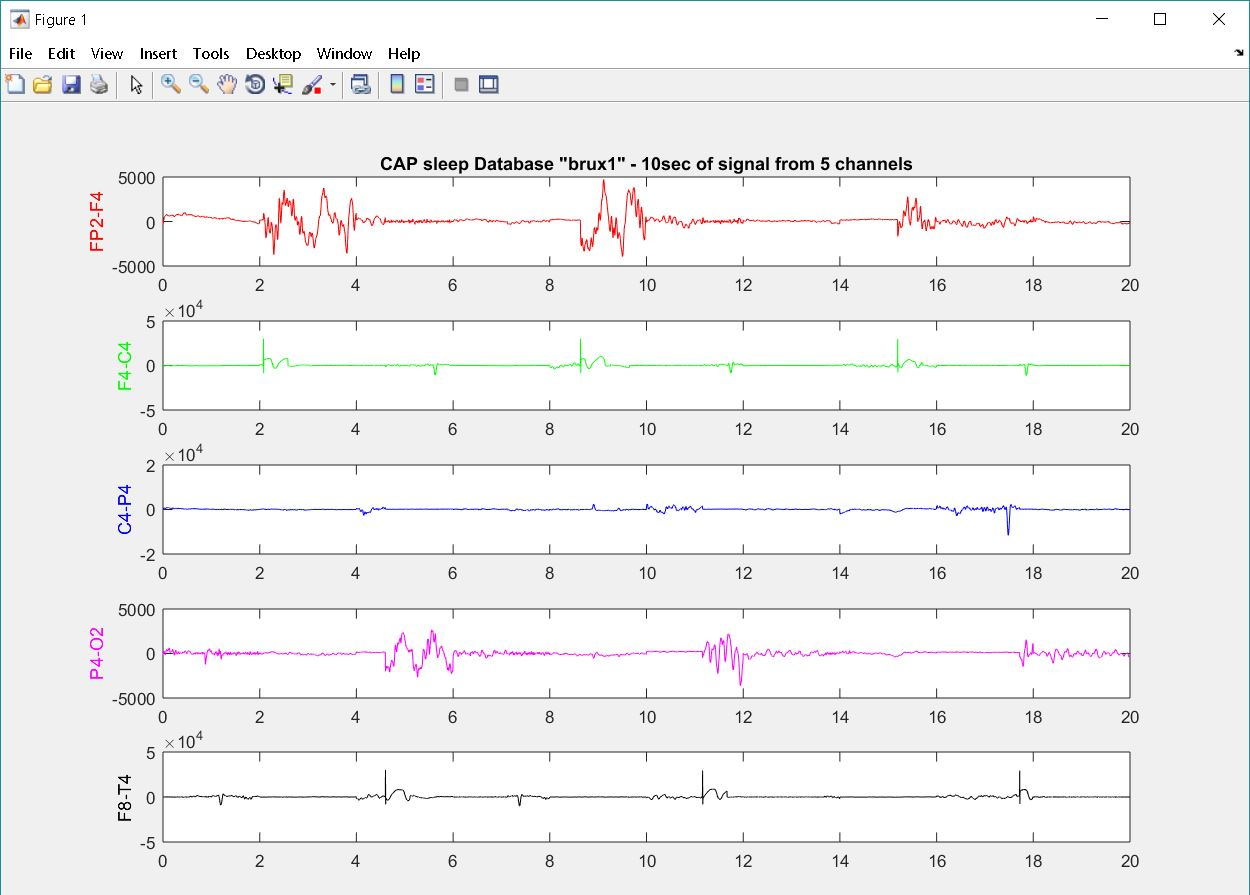 Figure 1
File Edit View Insert Tools Desktop Window Help
CAP sleep Database "brux1" - 10sec of signal from 5 channels
FP2-F4
5000
0
-5000
0 2 4 6 8 10 12 14 16 18 20
×10^4
F4-C4
5
0
-5
0 2 4 6 8 10 12 14 16 18 20
×10^4
C4-P4
2
0
-2
0 2 4 6 8 10 12 14 16 18 20
P4-O2
5000
0
-5000
0 2 4 6 8 10 12 14 16 18 20
×10^4
F8-T4
5
0
-5
0 2 4 6 8 10 12 14 16 18 20